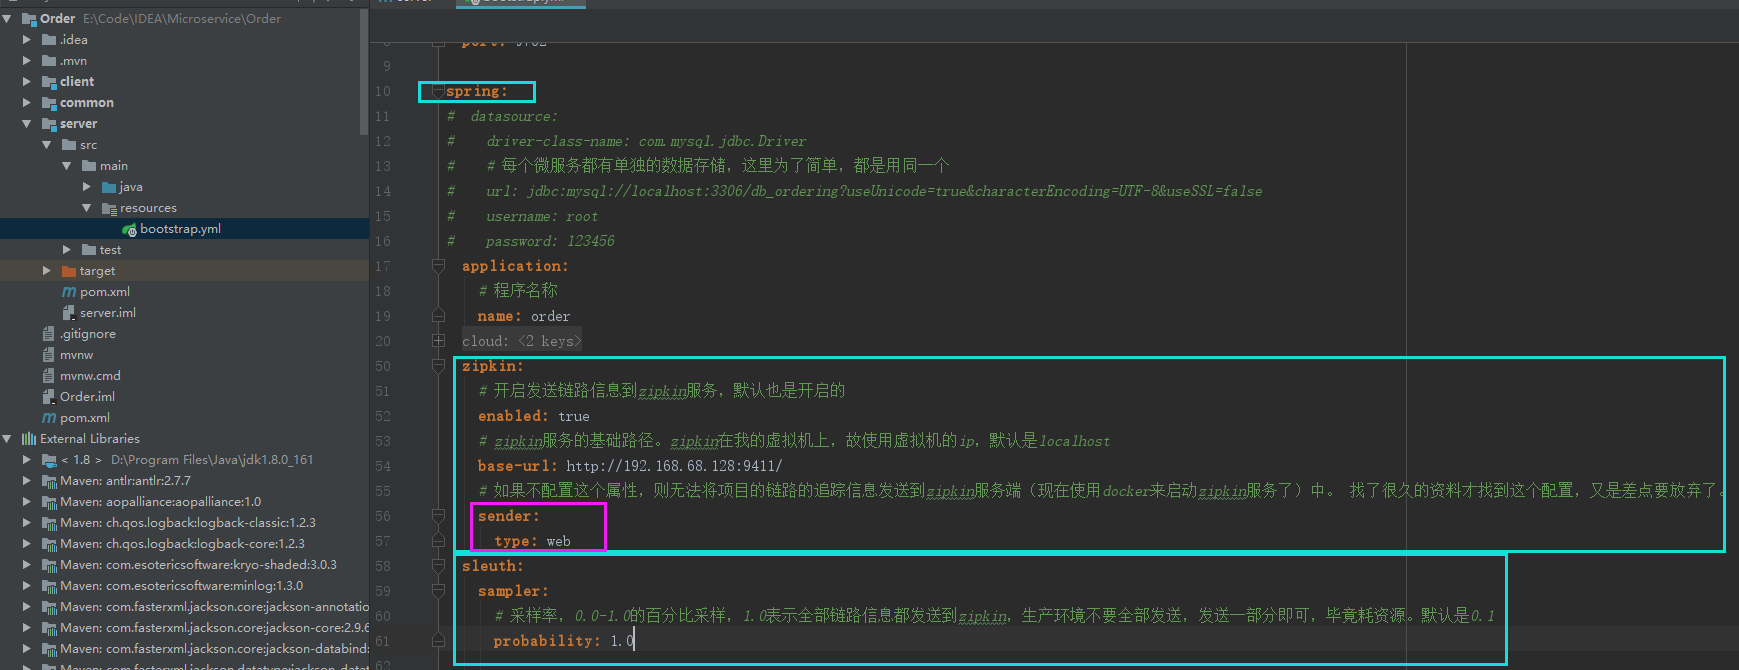 Order E:\Code\IDEA\Microservice\Order
.idea
.mvn
client
common
server
src
main
java
resources
bootstrap.yml
test
target
pom.xml
server.iml
.gitignore
mvnw
mvnw.cmd
Order.iml
pom.xml
External Libraries
< 1.8 > D:\Program Files\Java\jdk1.8.0_161
Maven: antlr:antlr:2.7.7
Maven: aopalliance:aopalliance:1.0
Maven: ch.qos.logback:logback-classic:1.2.3
Maven: ch.qos.logback:logback-core:1.2.3
Maven: com.esotericsoftware:kryo-shaded:3.0.3
Maven: com.esotericsoftware:minlog:1.3.0
Maven: com.fasterxml.jackson.core:jackson-annotatio
Maven: com.fasterxml.jackson.core:jackson-core:2.9.6
Maven: com.fasterxml.jackson.core:jackson-databind:
9
10 spring:
11 # datasource:
12 # driver-class-name: com.mysql.jdbc.Driver
13 # # 每个微服务都有单独的数据存储，这里为了简单，都是用同一个
14 # url: jdbc:mysql://localhost:3306/db_ordering?useUnicode=true&characterEncoding=UTF-8&useSSL=false
15 # username: root
16 # password: 123456
17 application:
18 # 程序名称
19 name: order
20 cloud: <2 keys>
50 zipkin:
51 # 开启发送链路信息到zipkin服务，默认也是开启的
52 enabled: true
53 # zipkin服务的基础路径。zipkin在我的虚拟机上，故使用虚拟机的ip，默认是localhost
54 base-url: http://192.168.68.128:9411/
55 # 如果不配置这个属性，则无法将项目的链路的追踪信息发送到zipkin服务端（现在使用docker来启动zipkin服务了）中。 找了很久的资料才找到这个配置，又是差点要放弃了。
56 sender:
57 type: web
58 sleuth:
59 sampler:
60 # 采样率，0.0-1.0的百分比采样，1.0表示全部链路信息都发送到zipkin，生产环境不要全部发送，发送一部分即可，毕竟耗资源。默认是0.1
61 probability: 1.0